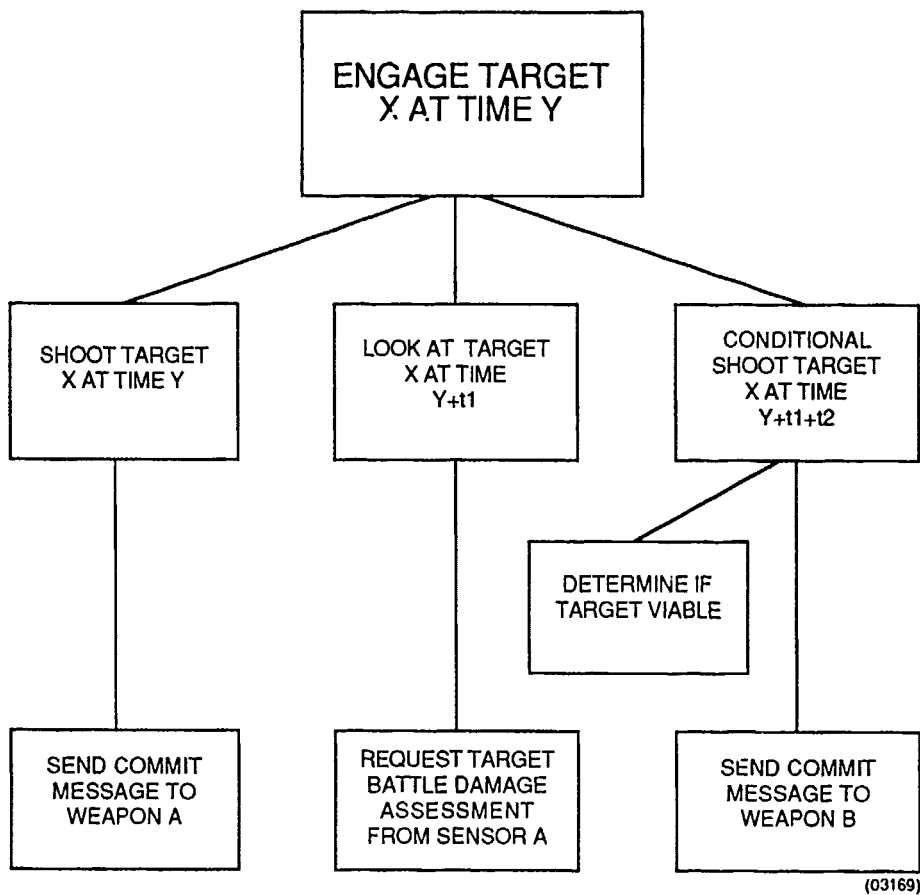 ENGAGE TARGET
X AT TIME Y
SHOOT TARGET
X AT TIME Y
LOOK AT TARGET
X AT TIME
Y+t1
CONDITIONAL
SHOOT TARGET
X AT TIME
Y+t1+t2
DETERMINE IF
TARGET VIABLE
SEND COMMIT
MESSAGE TO
WEAPON A
REQUEST TARGET
BATTLE DAMAGE
ASSESSMENT
FROM SENSOR A
SEND COMMIT
MESSAGE TO
WEAPON B
(03169)